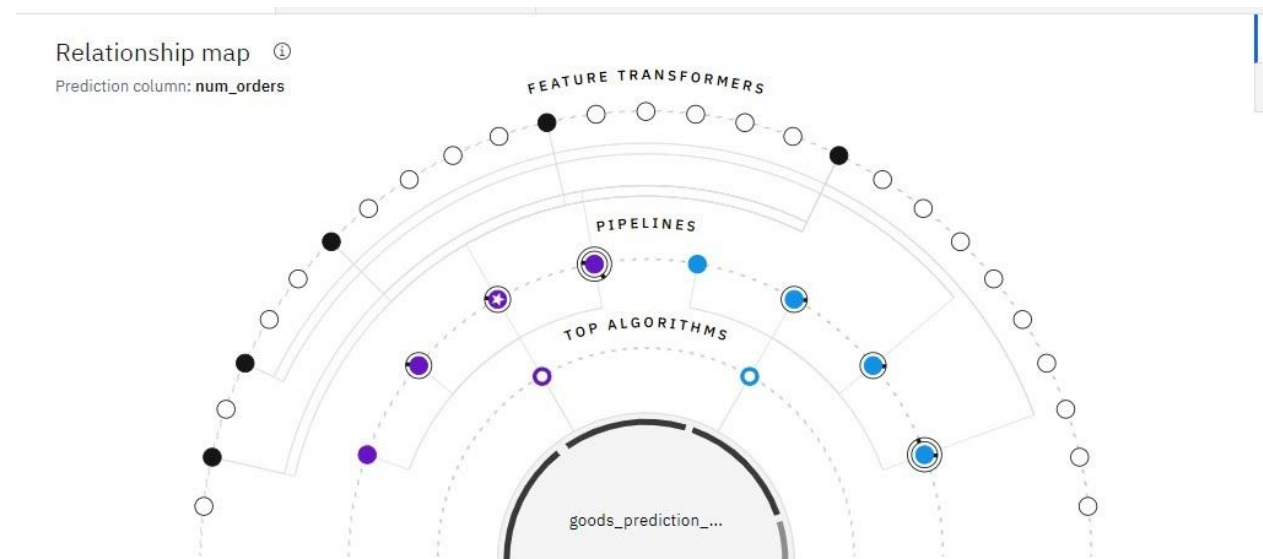 Relationship map
Prediction column: num_orders
FEATURE TRANSFORMERS
PIPELINES
TOP ALGORITHMS
goods_prediction_...